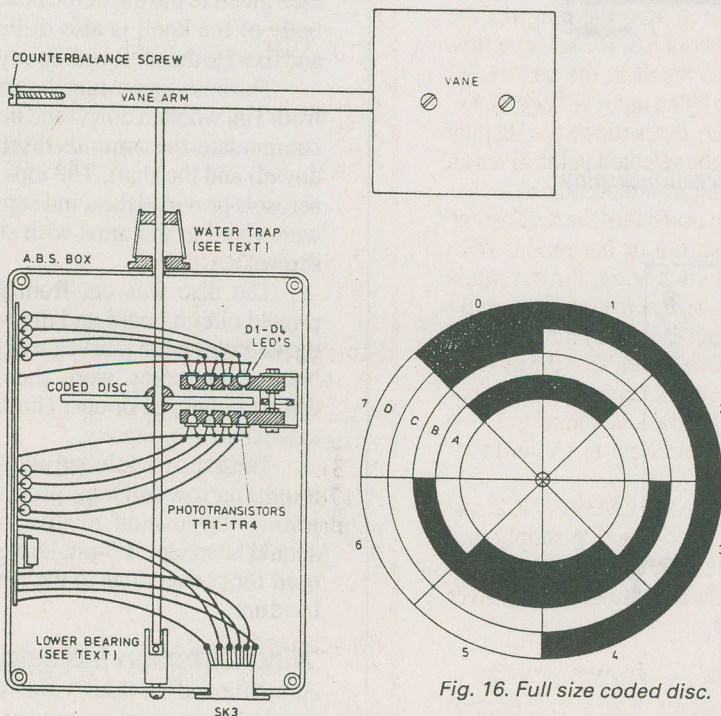 COUNTERBALANCE SCREW
VANE ARM
VANE
WATER TRAP
(SEE TEXT)
A.B.S. BOX
D1-D4
LED'S
CODED DISC
PHOTOTRANSISTORS
TR1-TR4
LOWER BEARING
(SEE TEXT)
SK3
0
1
2
7 D C B A
3
6
5
4
Fig. 16. Full size coded disc.